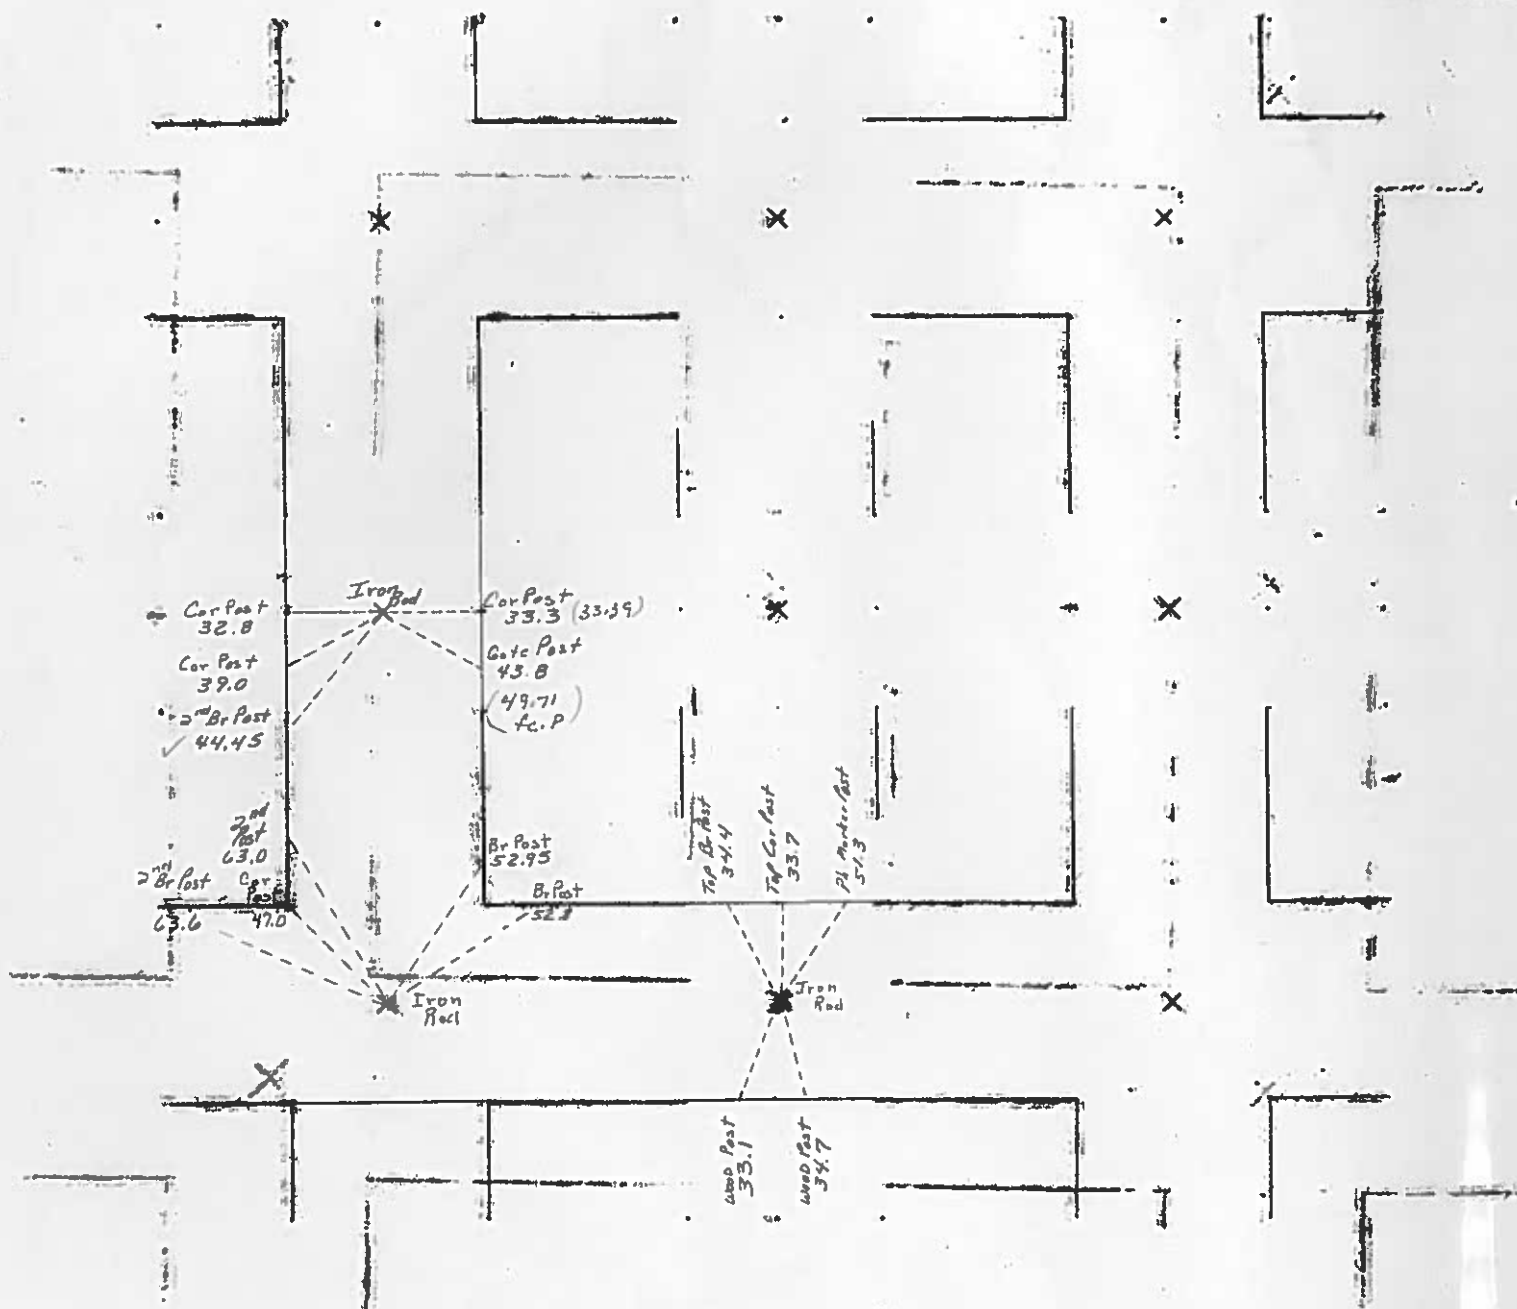 Iron
Rod
Cor Post
32.8
Cor Post
33.3 (33.39)
Cor Post
39.0
Gate Post
43.8
(49.71)
fc. P
2nd Br Post
✓ 44.45
2nd
Post
63.0
2nd Br Post
63.6
Cor
Post
47.0
Br Post
52.95
Br Post
52.8
Top Br Post
34.4
Top Cor Post
33.7
Pl Marker Post
51.3
Iron
Rod
Iron
Rod
Wood Post
33.1
Wood Post
34.7